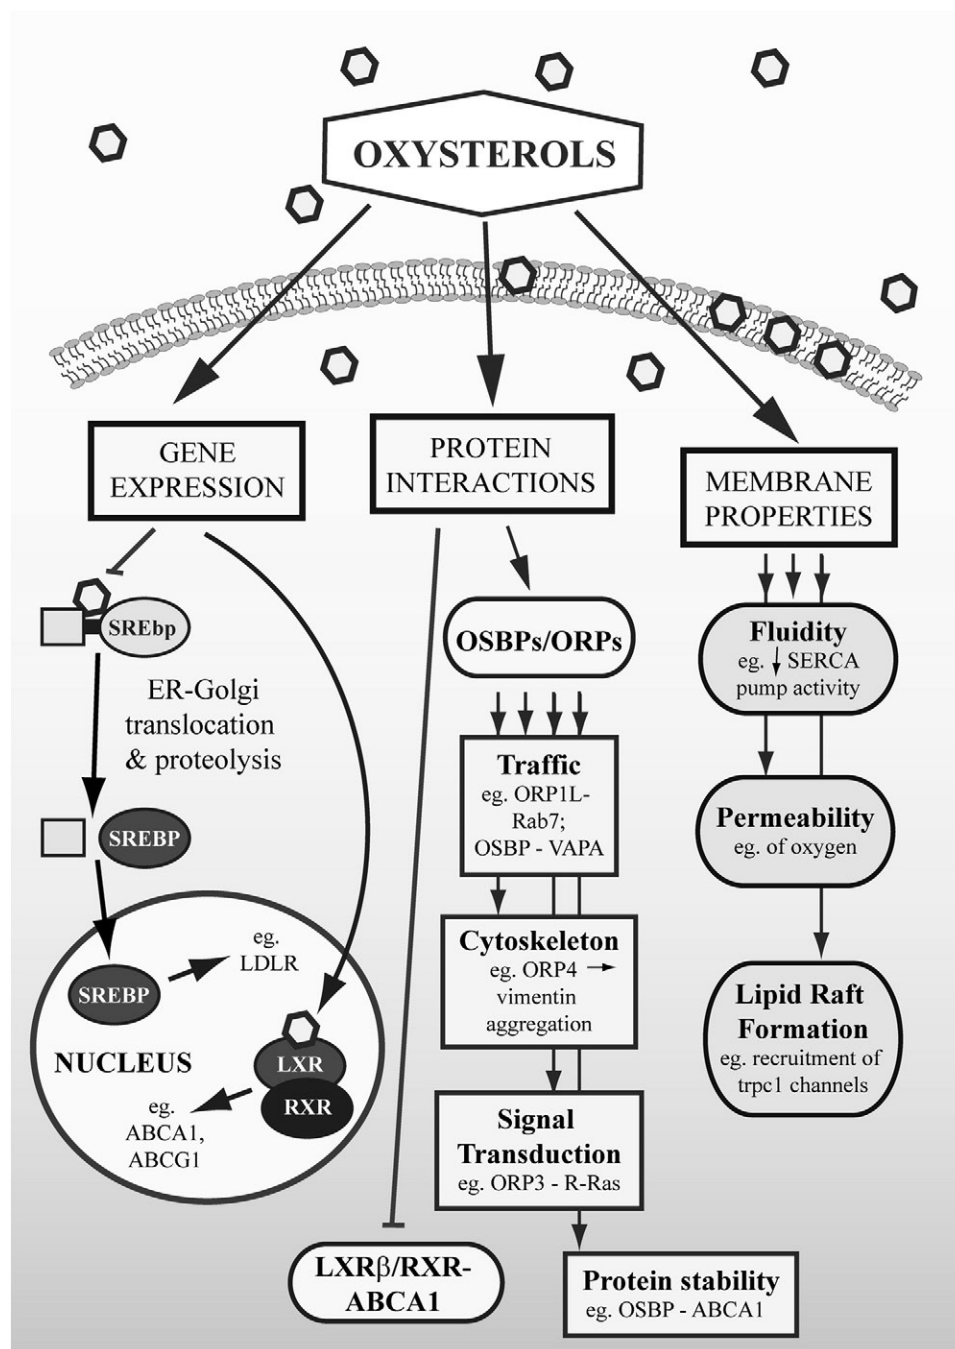 OXYSTEROLS
GENE
EXPRESSION
PROTEIN
INTERACTIONS
MEMBRANE
PROPERTIES
SREbp
ER-Golgi
translocation
& proteolysis
SREBP
SREBP
eg.
LDLR
NUCLEUS
LXR
RXR
eg.
ABCA1,
ABCG1
OSBPs/ORPs
Traffic
eg. ORP1L-
Rab7;
OSBP - VAPA
Cytoskeleton
eg. ORP4 →
vimentin
aggregation
Signal
Transduction
eg. ORP3 - R-Ras
LXRβ/RXR-
ABCA1
Protein stability
eg. OSBP - ABCA1
Fluidity
eg. ↓ SERCA
pump activity
Permeability
eg. of oxygen
Lipid Raft
Formation
eg. recruitment of
trpc1 channels